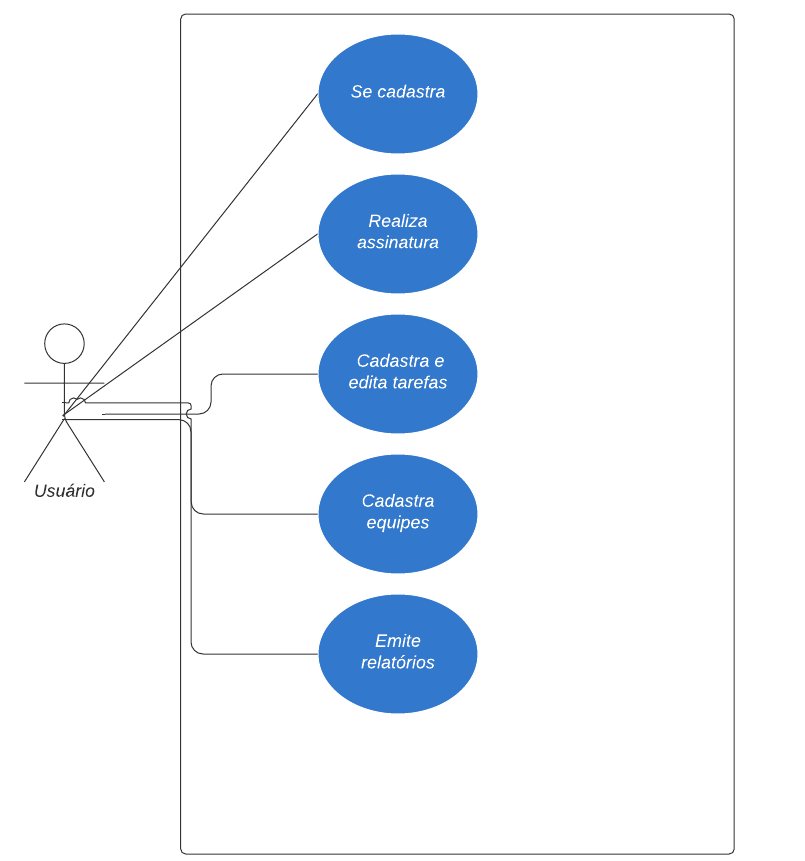 Se cadastra
Realiza
assinatura
Cadastra e
edita tarefas
Cadastra
equipes
Usuário
Emite
relatórios